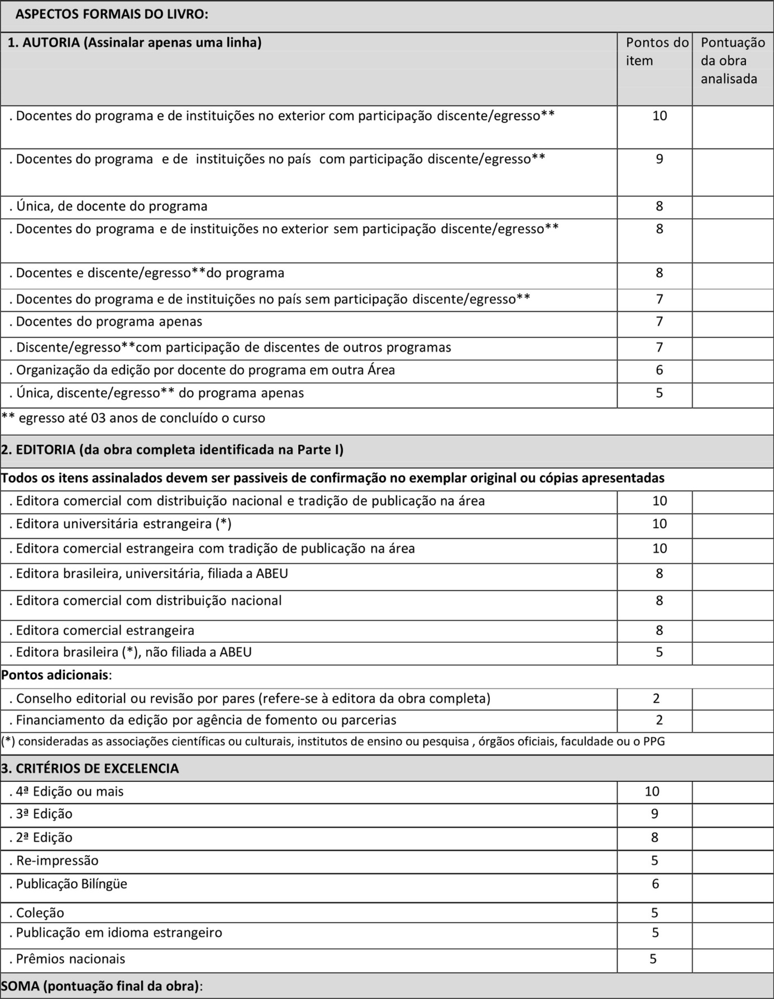 ASPECTOS FORMAIS DO LIVRO:
1. AUTORIA (Assinalar apenas uma linha) Pontos do Pontuação
item da obra
analisada
. Docentes do programa e de instituições no exterior com participação discente/egresso** 10
. Docentes do programa e de instituições no país com participação discente/egresso** 9
. Única, de docente do programa 8
. Docentes do programa e de instituições no exterior sem participação discente/egresso** 8
. Docentes e discente/egresso**do programa 8
. Docentes do programa e de instituições no país sem participação discente/egresso** 7
. Docentes do programa apenas 7
. Discente/egresso**com participação de discentes de outros programas 7
. Organização da edição por docente do programa em outra Área 6
. Única, discente/egresso** do programa apenas 5
** egresso até 03 anos de concluído o curso
2. EDITORIA (da obra completa identificada na Parte I)
Todos os itens assinalados devem ser passiveis de confirmação no exemplar original ou cópias apresentadas
. Editora comercial com distribuição nacional e tradição de publicação na área 10
. Editora universitária estrangeira (*) 10
. Editora comercial estrangeira com tradição de publicação na área 10
. Editora brasileira, universitária, filiada a ABEU 8
. Editora comercial com distribuição nacional 8
. Editora comercial estrangeira 8
. Editora brasileira (*), não filiada a ABEU 5
Pontos adicionais:
. Conselho editorial ou revisão por pares (refere-se à editora da obra completa) 2
. Financiamento da edição por agência de fomento ou parcerias 2
(*) consideradas as associações científicas ou culturais, institutos de ensino ou pesquisa , órgãos oficiais, faculdade ou o PPG
3. CRITÉRIOS DE EXCELENCIA
. 4ª Edição ou mais 10
. 3ª Edição 9
. 2ª Edição 8
. Re-impressão 5
. Publicação Bilíngüe 6
. Coleção 5
. Publicação em idioma estrangeiro 5
. Prêmios nacionais 5
SOMA (pontuação final da obra):